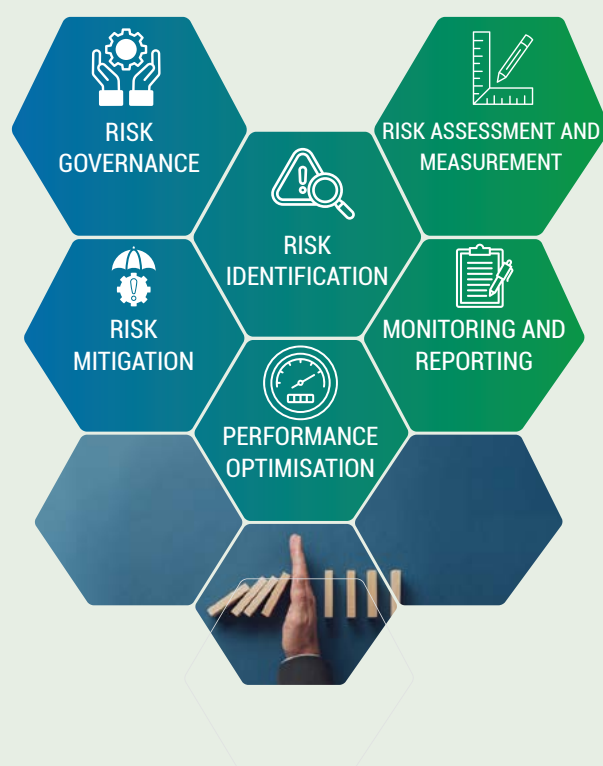 RISK
GOVERNANCE
RISK ASSESSMENT AND
MEASUREMENT
RISK
IDENTIFICATION
RISK
MITIGATION
MONITORING AND
REPORTING
PERFORMANCE
OPTIMISATION